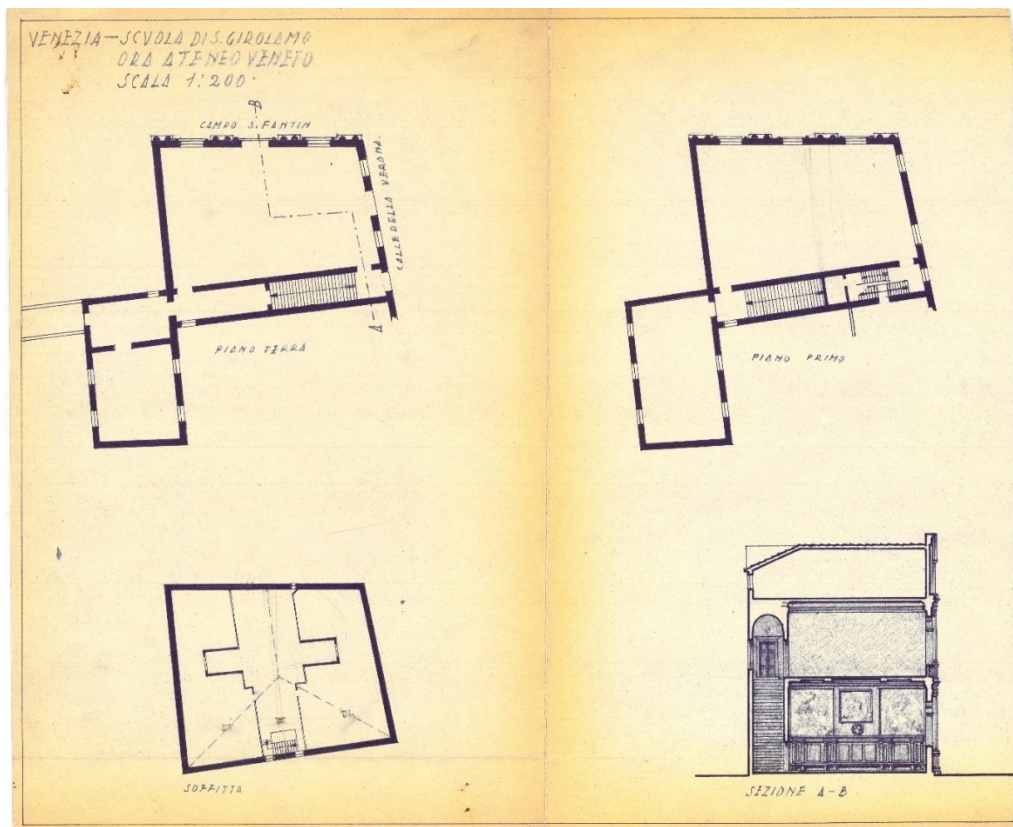 VENEZIA — SCUOLA DI S. GIROLAMO
ORA ATENEO VENETO
SCALA 1:200.
B
CAMPO S. FANTIN
CALLE DELLA VERONA
A
PIANO TERRA
PIANO PRIMO
SOFFITTA
SEZIONE A-B